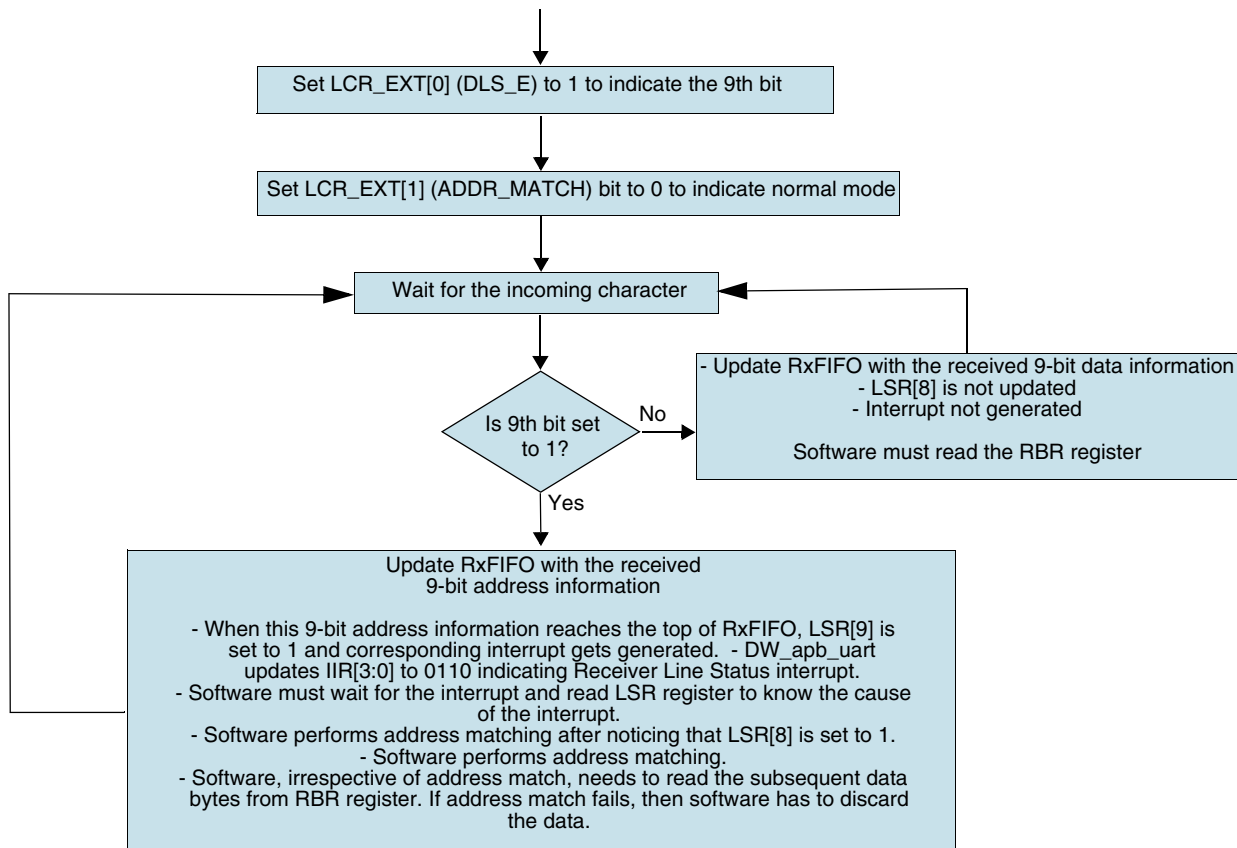 Set LCR_EXT[0] (DLS_E) to 1 to indicate the 9th bit
Set LCR_EXT[1] (ADDR_MATCH) bit to 0 to indicate normal mode
Wait for the incoming character
Is 9th bit set
to 1?
No
- Update RxFIFO with the received 9-bit data information
- LSR[8] is not updated
- Interrupt not generated
Software must read the RBR register
Yes
Update RxFIFO with the received
9-bit address information
- When this 9-bit address information reaches the top of RxFIFO, LSR[9] is
set to 1 and corresponding interrupt gets generated. - DW_apb_uart
updates IIR[3:0] to 0110 indicating Receiver Line Status interrupt.
- Software must wait for the interrupt and read LSR register to know the cause
of the interrupt.
- Software performs address matching after noticing that LSR[8] is set to 1.
- Software performs address matching.
- Software, irrespective of address match, needs to read the subsequent data
bytes from RBR register. If address match fails, then software has to discard
the data.